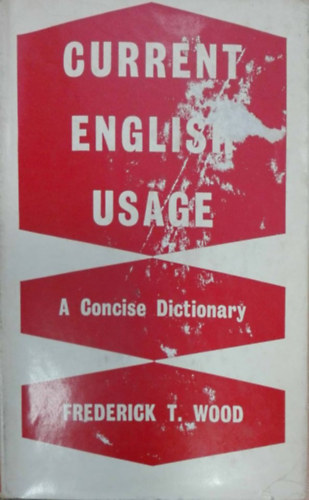 CURRENT
ENGLISH
USAGE
A Concise Dictionary
FREDERICK T. WOOD